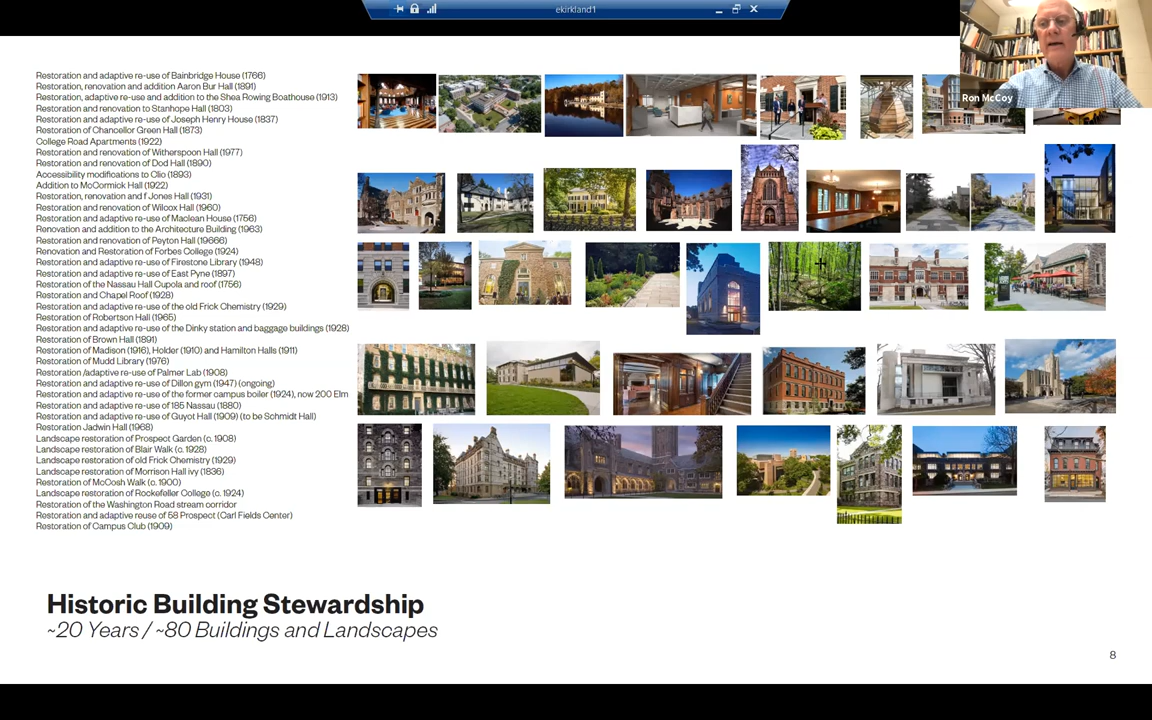 ekirkland1
Ron McCoy
Restoration and adaptive re-use of Bainbridge House (1766)
Restoration, renovation and addition Aaron Bur Hall (1891)
Restoration, adaptive re-use and addition to the Shea Rowing Boathouse (1913)
Restoration and renovation to Stanhope Hall (1803)
Restoration and adaptive re-use of Joseph Henry House (1837)
Restoration of Chancellor Green Hall (1873)
College Road Apartments (1922)
Restoration and renovation of Witherspoon Hall (1977)
Restoration and renovation of Dod Hall (1890)
Accessibility modifications to Clio (1893)
Addition to McCormick Hall (1922)
Restoration, renovation and f Jones Hall (1931)
Restoration and renovation of Wilcox Hall (1960)
Restoration and adaptive re-use of Maclean House (1756)
Renovation and addition to the Architecture Building (1963)
Restoration and renovation of Peyton Hall (19666)
Renovation and Restoration of Forbes College (1924)
Restoration and adaptive re-use of Firestone Library (1948)
Restoration and adaptive re-use of East Pyne (1897)
Restoration of the Nassau Hall Cupola and roof (1756)
Restoration and Chapel Roof (1928)
Restoration and adaptive re-use of the old Frick Chemistry (1929)
Restoration of Robertson Hall (1965)
Restoration and adaptive re-use of the Dinky station and baggage buildings (1928)
Restoration of Brown Hall (1891)
Restoration of Madison (1916), Holder (1910) and Hamilton Halls (1911)
Restoration of Mudd Library (1976)
Restoration /adaptive re-use of Palmer Lab (1908)
Restoration and adaptive re-use of Dillon gym (1947) (ongoing)
Restoration and adaptive re-use of the former campus boiler (1924), now 200 Elm
Restoration and adaptive re-use of 185 Nassau (1880)
Restoration and adaptive re-use of Guyot Hall (1909) (to be Schmidt Hall)
Restoration Jadwin Hall (1968)
Landscape restoration of Prospect Garden (c. 1908)
Landscape restoration of Blair Walk (c. 1928)
Landscape restoration of old Frick Chemistry (1929)
Landscape restoration of Morrison Hall ivy (1836)
Restoration of McCosh Walk (c. 1900)
Landscape restoration of Rockefeller College (c. 1924)
Restoration of the Washington Road stream corridor
Restoration and adaptive reuse of 58 Prospect (Carl Fields Center)
Restoration of Campus Club (1909)
Historic Building Stewardship
~20 Years / ~80 Buildings and Landscapes
8